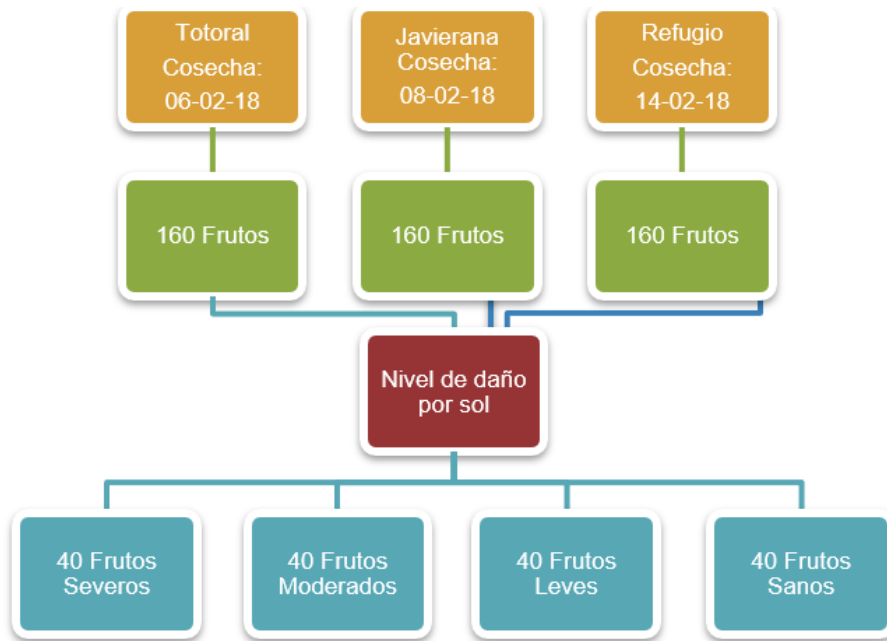 Totoral
Cosecha:
06-02-18
Javierana
Cosecha:
08-02-18
Refugio
Cosecha:
14-02-18
160 Frutos
160 Frutos
160 Frutos
Nivel de daño
por sol
40 Frutos
Severos
40 Frutos
Moderados
40 Frutos
Leves
40 Frutos
Sanos